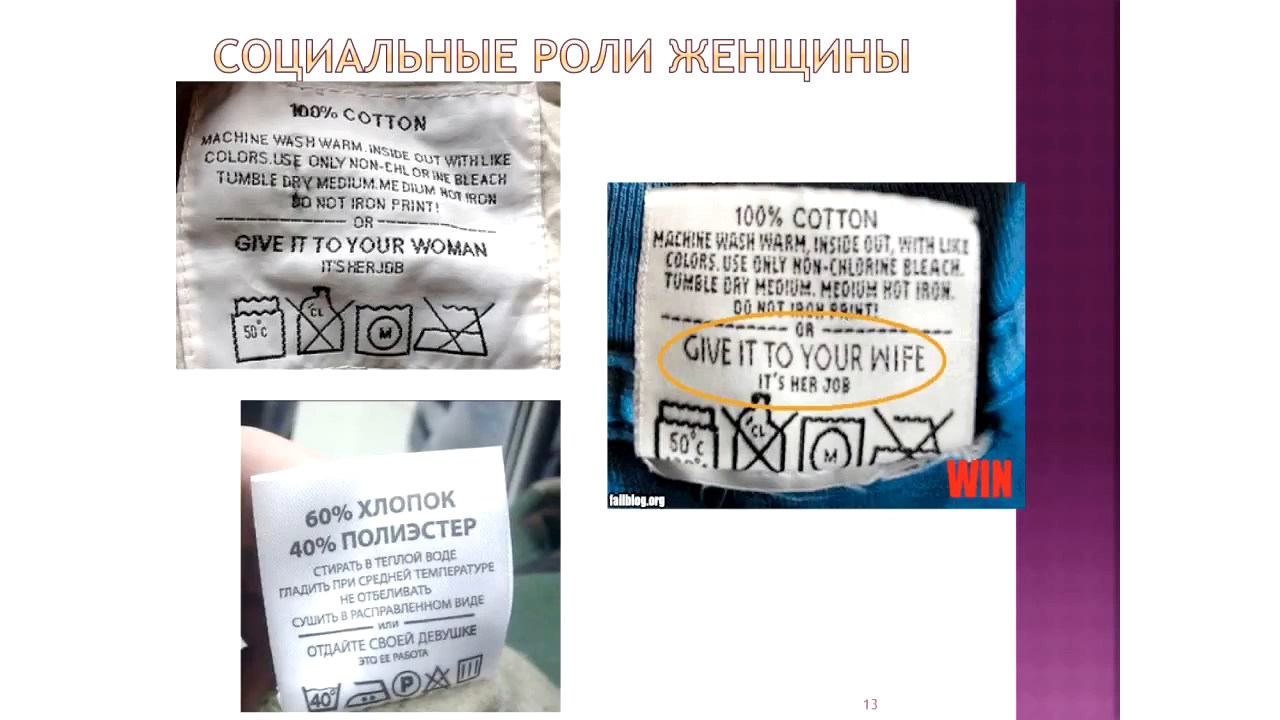 СОЦИАЛЬНЫЕ РОЛИ ЖЕНЩИНЫ
100% COTTON
MACHINE WASH WARM. INSIDE OUT WITH LIKE
COLORS.USE ONLY NON-CHLORINE BLEACH
TUMBLE DRY MEDIUM.MEDIUM HOT IRON
DO NOT IRON PRINT!
OR
GIVE IT TO YOUR WOMAN
IT'S HER JOB
50°C
CL
M
100% COTTON
MACHINE WASH WARM, INSIDE OUT, WITH LIKE
COLORS. USE ONLY NON-CHLORINE BLEACH.
TUMBLE DRY MEDIUM. MEDIUM HOT IRON.
DO NOT IRON PRINT!
OR
GIVE IT TO YOUR WIFE
IT'S HER JOB
50°C
CL
M
WIN
failblog.org
60% ХЛОПОК
40% ПОЛИЭСТЕР
СТИРАТЬ В ТЕПЛОЙ ВОДЕ
ГЛАДИТЬ ПРИ СРЕДНЕЙ ТЕМПЕРАТУРЕ
НЕ ОТБЕЛИВАТЬ
СУШИТЬ В РАСПРАВЛЕННОМ ВИДЕ
ИЛИ
ОТДАЙТЕ СВОЕЙ ДЕВУШКЕ
ЭТО ЕЕ РАБОТА
40°
P
13